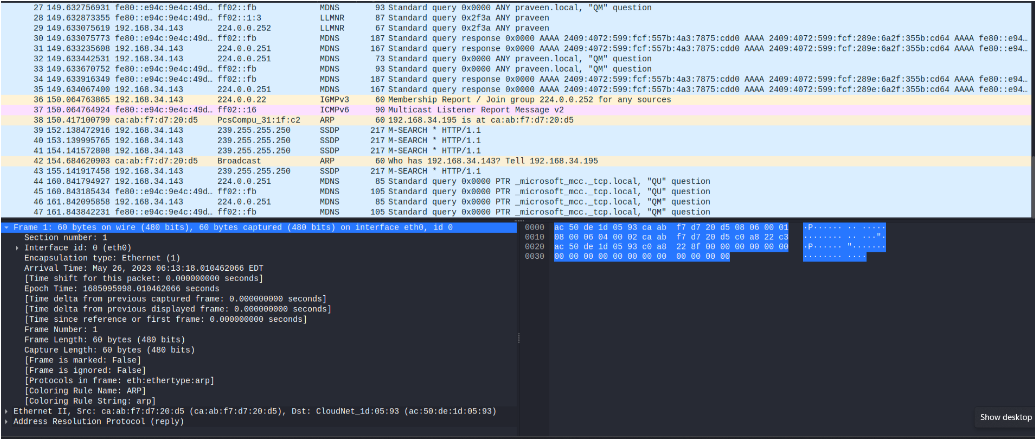 27 149.632756931 fe80::e94c:9e4c:49d… ff02::fb MDNS 93 Standard query 0x0000 ANY praveen.local, "QM" question
28 149.632873355 fe80::e94c:9e4c:49d… ff02::1:3 LLMNR 87 Standard query 0x2f3a ANY praveen
29 149.633075619 192.168.34.143 224.0.0.252 LLMNR 67 Standard query 0x2f3a ANY praveen
30 149.633075773 fe80::e94c:9e4c:49d… ff02::fb MDNS 187 Standard query response 0x0000 AAAA 2409:4072:599:fcf:557b:4a3:7875:cdd0 AAAA 2409:4072:599:fcf:289e:6a2f:355b:cd64 AAAA fe80::e94…
31 149.633235608 192.168.34.143 224.0.0.251 MDNS 167 Standard query response 0x0000 AAAA 2409:4072:599:fcf:557b:4a3:7875:cdd0 AAAA 2409:4072:599:fcf:289e:6a2f:355b:cd64 AAAA fe80::e9…
32 149.633442531 192.168.34.143 224.0.0.251 MDNS 73 Standard query 0x0000 ANY praveen.local, "QM" question
33 149.633670752 fe80::e94c:9e4c:49d… ff02::fb MDNS 93 Standard query 0x0000 ANY praveen.local, "QM" question
34 149.633916349 fe80::e94c:9e4c:49d… ff02::fb MDNS 187 Standard query response 0x0000 AAAA 2409:4072:599:fcf:557b:4a3:7875:cdd0 AAAA 2409:4072:599:fcf:289e:6a2f:355b:cd64 AAAA fe80::e9…
35 149.634067400 192.168.34.143 224.0.0.251 MDNS 167 Standard query response 0x0000 AAAA 2409:4072:599:fcf:557b:4a3:7875:cdd0 AAAA 2409:4072:599:fcf:289e:6a2f:355b:cd64 AAAA fe80::e9…
36 150.064763865 192.168.34.143 224.0.0.22 IGMPv3 60 Membership Report / Join group 224.0.0.252 for any sources
37 150.064764924 fe80::e94c:9e4c:49d… ff02::16 ICMPv6 90 Multicast Listener Report Message v2
38 150.417100799 ca:ab:f7:d7:20:d5 PcsCompu_31:1f:c2 ARP 60 192.168.34.195 is at ca:ab:f7:d7:20:d5
39 152.138472916 192.168.34.143 239.255.255.250 SSDP 217 M-SEARCH * HTTP/1.1
40 153.139995765 192.168.34.143 239.255.255.250 SSDP 217 M-SEARCH * HTTP/1.1
41 154.141572808 192.168.34.143 239.255.255.250 SSDP 217 M-SEARCH * HTTP/1.1
42 154.684620903 ca:ab:f7:d7:20:d5 Broadcast ARP 60 Who has 192.168.34.143? Tell 192.168.34.195
43 155.141917458 192.168.34.143 239.255.255.250 SSDP 217 M-SEARCH * HTTP/1.1
44 160.841794927 192.168.34.143 224.0.0.251 MDNS 85 Standard query 0x0000 PTR _microsoft_mcc._tcp.local, "QU" question
45 160.843185434 fe80::e94c:9e4c:49d… ff02::fb MDNS 105 Standard query 0x0000 PTR _microsoft_mcc._tcp.local, "QU" question
46 161.842095858 192.168.34.143 224.0.0.251 MDNS 85 Standard query 0x0000 PTR _microsoft_mcc._tcp.local, "QM" question
47 161.843842231 fe80::e94c:9e4c:49d… ff02::fb MDNS 105 Standard query 0x0000 PTR _microsoft_mcc._tcp.local, "QM" question
Frame 1: 60 bytes on wire (480 bits), 60 bytes captured (480 bits) on interface eth0, id 0
Section number: 1
Interface id: 0 (eth0)
Encapsulation type: Ethernet (1)
Arrival Time: May 26, 2023 06:13:18.010462066 EDT
[Time shift for this packet: 0.000000000 seconds]
Epoch Time: 1685095998.010462066 seconds
[Time delta from previous captured frame: 0.000000000 seconds]
[Time delta from previous displayed frame: 0.000000000 seconds]
[Time since reference or first frame: 0.000000000 seconds]
Frame Number: 1
Frame Length: 60 bytes (480 bits)
Capture Length: 60 bytes (480 bits)
[Frame is marked: False]
[Frame is ignored: False]
[Protocols in frame: eth:ethertype:arp]
[Coloring Rule Name: ARP]
[Coloring Rule String: arp]
Ethernet II, Src: ca:ab:f7:d7:20:d5 (ca:ab:f7:d7:20:d5), Dst: CloudNet_1d:05:93 (ac:50:de:1d:05:93)
Address Resolution Protocol (reply)
0000 ac 50 de 1d 05 93 ca ab f7 d7 20 d5 08 06 00 01 ·P······ ·· ·····
0010 08 00 06 04 00 02 ca ab f7 d7 20 d5 c0 a8 22 c3 ········ ·· ···"·
0020 ac 50 de 1d 05 93 c0 a8 22 8f 00 00 00 00 00 00 ·P······ "·······
0030 00 00 00 00 00 00 00 00 00 00 00 00 ········ ····
Show desktop